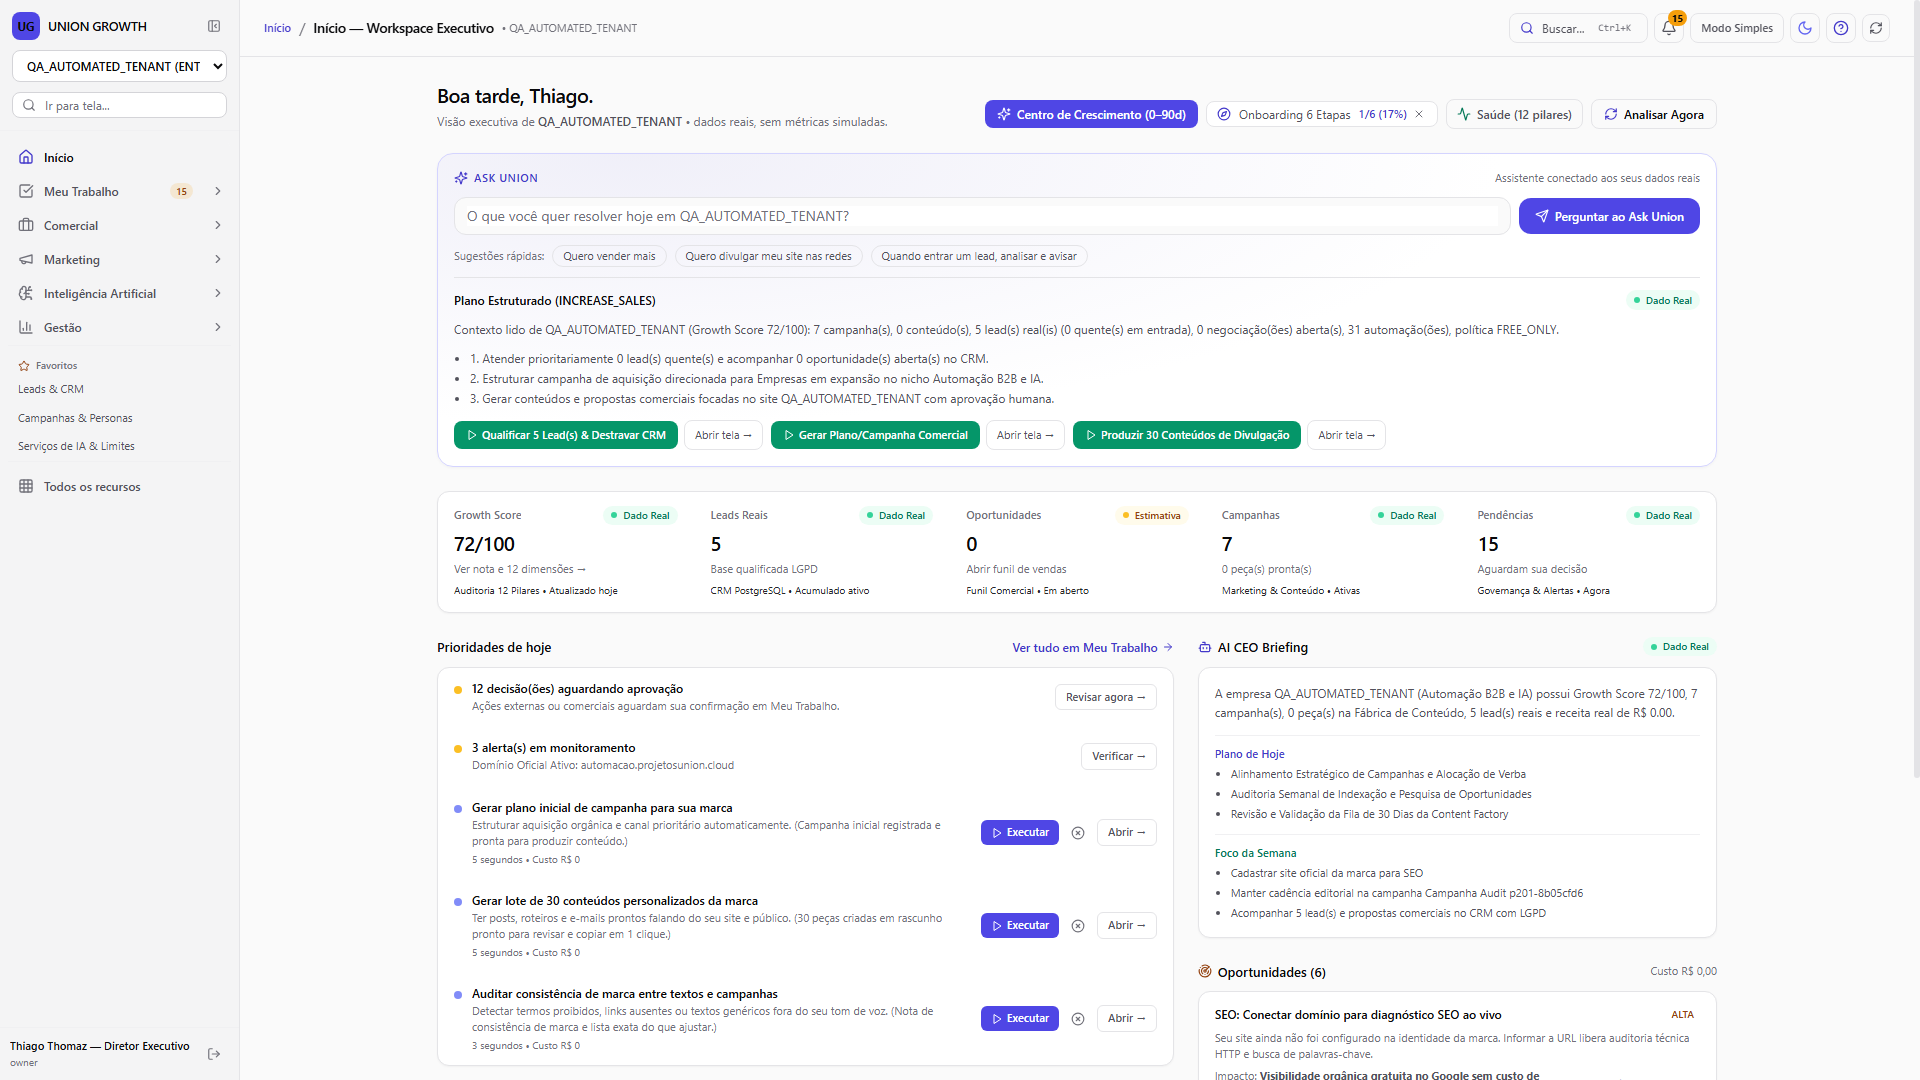 UG UNION GROWTH
QA_AUTOMATED_TENANT (ENT
Ir para tela...
Início
Meu Trabalho 15
Comercial
Marketing
Inteligência Artificial
Gestão
Favoritos
Leads & CRM
Campanhas & Personas
Serviços de IA & Limites
Todos os recursos
Thiago Thomaz — Diretor Executivo
owner
Início / Início — Workspace Executivo • QA_AUTOMATED_TENANT
Buscar... Ctrl+K
15
Modo Simples
Boa tarde, Thiago.
Visão executiva de QA_AUTOMATED_TENANT • dados reais, sem métricas simuladas.
Centro de Crescimento (0–90d)
Onboarding 6 Etapas 1/6 (17%) ×
Saúde (12 pilares)
Analisar Agora
ASK UNION
Assistente conectado aos seus dados reais
O que você quer resolver hoje em QA_AUTOMATED_TENANT?
Perguntar ao Ask Union
Sugestões rápidas: Quero vender mais Quero divulgar meu site nas redes Quando entrar um lead, analisar e avisar
Plano Estruturado (INCREASE_SALES) Dado Real
Contexto lido de QA_AUTOMATED_TENANT (Growth Score 72/100): 7 campanha(s), 0 conteúdo(s), 5 lead(s) real(is) (0 quente(s) em entrada), 0 negociação(ões) aberta(s), 31 automação(ões), política FREE_ONLY.
• 1. Atender prioritariamente 0 lead(s) quente(s) e acompanhar 0 oportunidade(s) aberta(s) no CRM.
• 2. Estruturar campanha de aquisição direcionada para Empresas em expansão no nicho Automação B2B e IA.
• 3. Gerar conteúdos e propostas comerciais focadas no site QA_AUTOMATED_TENANT com aprovação humana.
Qualificar 5 Lead(s) & Destravar CRM Abrir tela → Gerar Plano/Campanha Comercial Abrir tela → Produzir 30 Conteúdos de Divulgação Abrir tela →
Growth Score Dado Real
72/100
Ver nota e 12 dimensões →
Auditoria 12 Pilares • Atualizado hoje
Leads Reais Dado Real
5
Base qualificada LGPD
CRM PostgreSQL • Acumulado ativo
Oportunidades Estimativa
0
Abrir funil de vendas
Funil Comercial • Em aberto
Campanhas Dado Real
7
0 peça(s) pronta(s)
Marketing & Conteúdo • Ativas
Pendências Dado Real
15
Aguardam sua decisão
Governança & Alertas • Agora
Prioridades de hoje Ver tudo em Meu Trabalho →
12 decisão(ões) aguardando aprovação
Ações externas ou comerciais aguardam sua confirmação em Meu Trabalho.
Revisar agora →
3 alerta(s) em monitoramento
Domínio Oficial Ativo: automacao.projetosunion.cloud
Verificar →
Gerar plano inicial de campanha para sua marca
Estruturar aquisição orgânica e canal prioritário automaticamente. (Campanha inicial registrada e
pronta para produzir conteúdo.)
5 segundos • Custo R$ 0
Executar Abrir →
Gerar lote de 30 conteúdos personalizados da marca
Ter posts, roteiros e e-mails prontos falando do seu site e público. (30 peças criadas em rascunho
pronto para revisar e copiar em 1 clique.)
5 segundos • Custo R$ 0
Executar Abrir →
Auditar consistência de marca entre textos e campanhas
Detectar termos proibidos, links ausentes ou textos genéricos fora do seu tom de voz. (Nota de
consistência de marca e lista exata do que ajustar.)
3 segundos • Custo R$ 0
Executar Abrir →
AI CEO Briefing Dado Real
A empresa QA_AUTOMATED_TENANT (Automação B2B e IA) possui Growth Score 72/100, 7
campanha(s), 0 peça(s) na Fábrica de Conteúdo, 5 lead(s) reais e receita real de R$ 0.00.
Plano de Hoje
• Alinhamento Estratégico de Campanhas e Alocação de Verba
• Auditoria Semanal de Indexação e Pesquisa de Oportunidades
• Revisão e Validação da Fila de 30 Dias da Content Factory
Foco da Semana
• Cadastrar site oficial da marca para SEO
• Manter cadência editorial na campanha Campanha Audit p201-8b05cfd6
• Acompanhar 5 lead(s) e propostas comerciais no CRM com LGPD
Oportunidades (6) Custo R$ 0,00
SEO: Conectar domínio para diagnóstico SEO ao vivo ALTA
Seu site ainda não foi configurado na identidade da marca. Informar a URL libera auditoria técnica
HTTP e busca de palavras-chave.
Impacto: Visibilidade orgânica gratuita no Google sem custo de